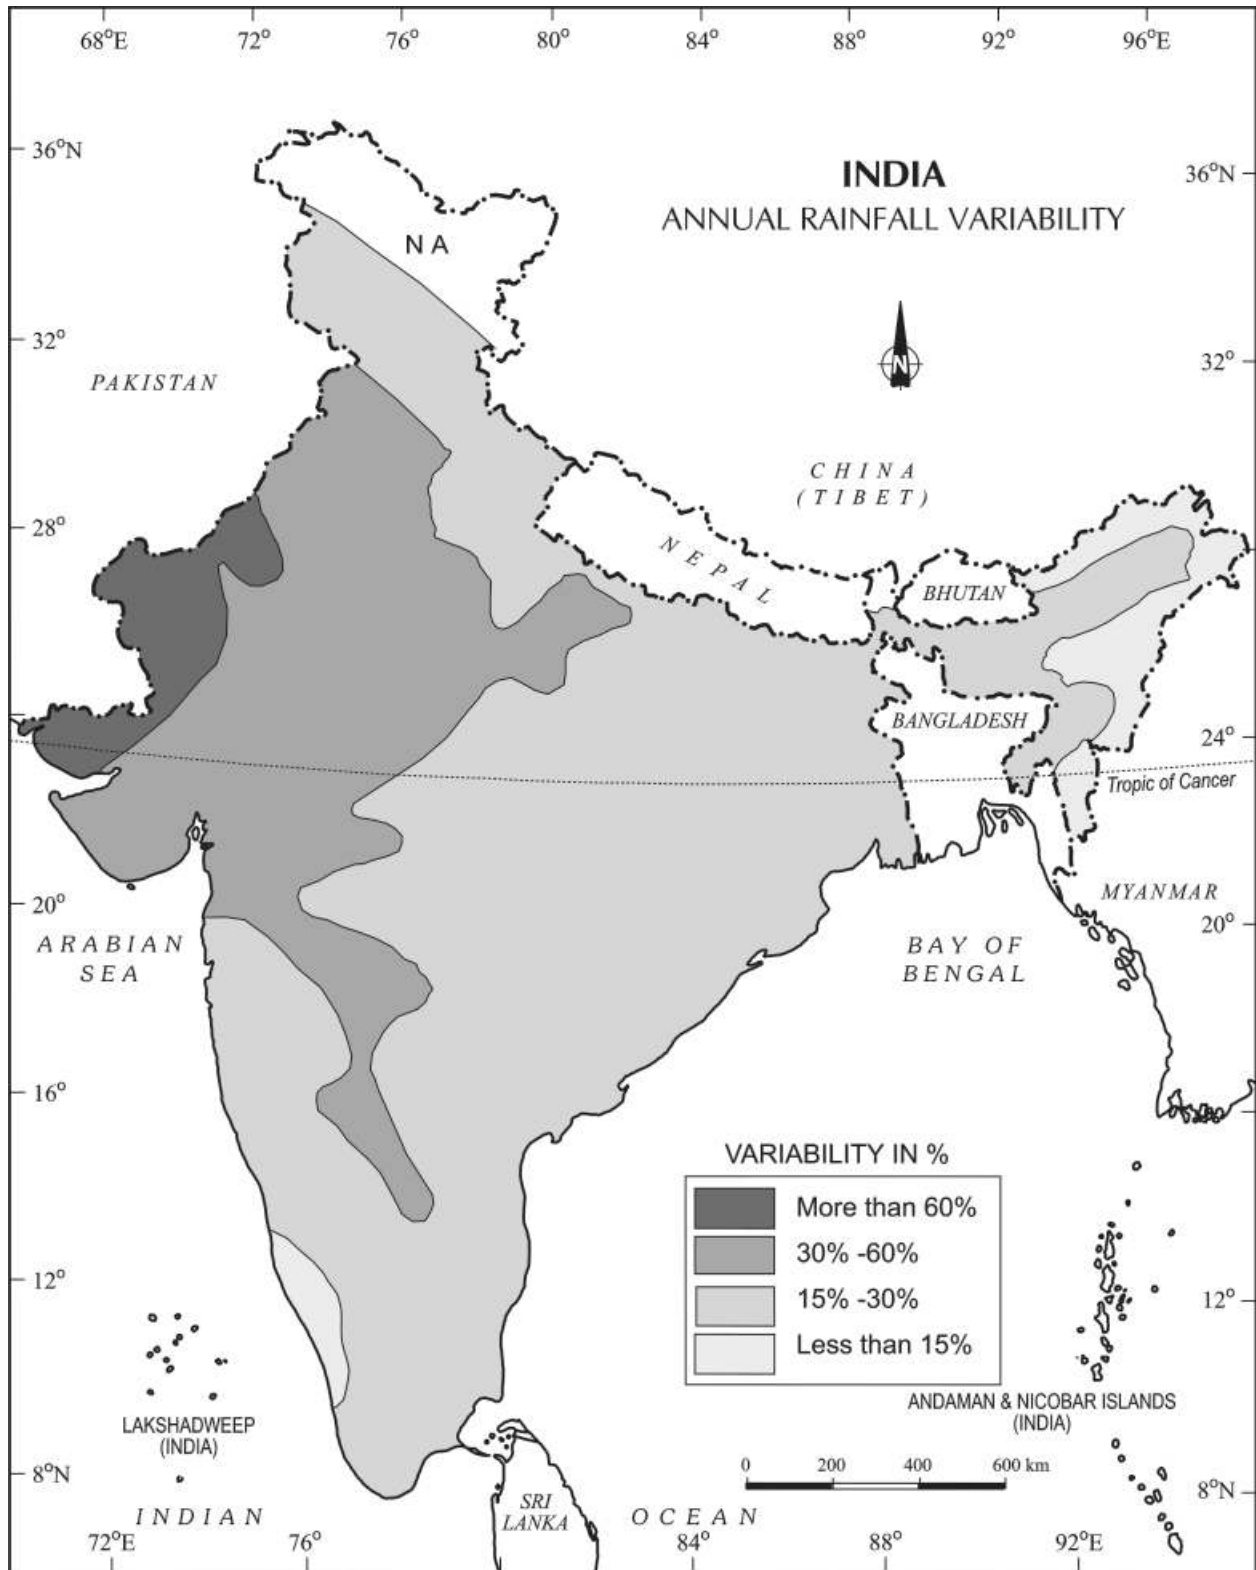 68°E 72° 76° 80° 84° 88° 92° 96°E
36°N
INDIA
36°N
ANNUAL RAINFALL VARIABILITY
N A
N
32°
32°
PAKISTAN
CHINA
(TIBET)
28°
NEPAL
BHUTAN
BANGLADESH
24°
Tropic of Cancer
20°
MYANMAR
20°
ARABIAN
SEA
BAY OF
BENGAL
16°
VARIABILITY IN %
More than 60%
30% -60%
15% -30%
Less than 15%
12°
12°
LAKSHADWEEP
(INDIA)
ANDAMAN & NICOBAR ISLANDS
(INDIA)
8°N
0 200 400 600 km
8°N
INDIAN
SRI
LANKA
OCEAN
72°E 76° 84° 88° 92°E